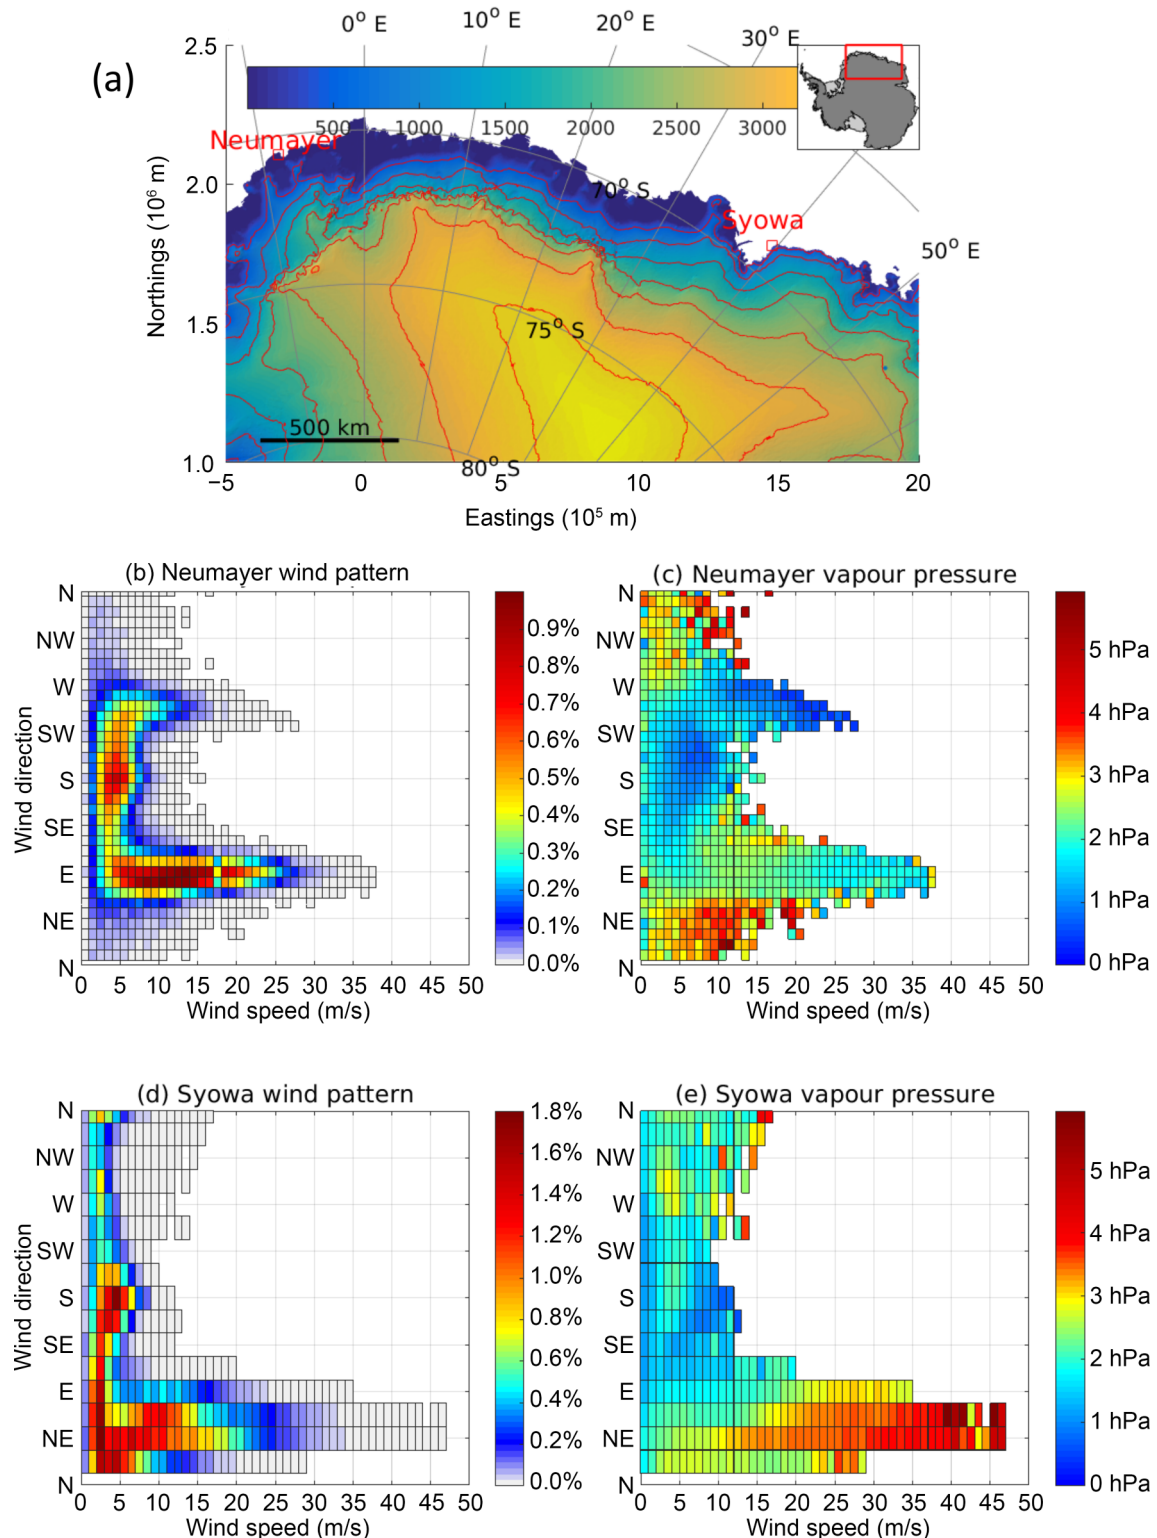 0° E
10° E
20° E
30° E
2.5
(a)
500
1000
1500
2000
2500
3000
Neumayer
2.0
70° S
Syowa
50° E
Northings (10⁶ m)
1.5
75° S
500 km
80° S
1.0
−5
0
5
10
15
20
Eastings (10⁵ m)
(b) Neumayer wind pattern
N
NW
W
SW
S
SE
E
NE
N
Wind direction
0 5 10 15 20 25 30 35 40 45 50
Wind speed (m/s)
0.9%
0.8%
0.7%
0.6%
0.5%
0.4%
0.3%
0.2%
0.1%
0.0%
(c) Neumayer vapour pressure
N
NW
W
SW
S
SE
E
NE
N
0 5 10 15 20 25 30 35 40 45 50
Wind speed (m/s)
5 hPa
4 hPa
3 hPa
2 hPa
1 hPa
0 hPa
(d) Syowa wind pattern
N
NW
W
SW
S
SE
E
NE
N
Wind direction
0 5 10 15 20 25 30 35 40 45 50
Wind speed (m/s)
1.8%
1.6%
1.4%
1.2%
1.0%
0.8%
0.6%
0.4%
0.2%
0.0%
(e) Syowa vapour pressure
N
NW
W
SW
S
SE
E
NE
N
0 5 10 15 20 25 30 35 40 45 50
Wind speed (m/s)
5 hPa
4 hPa
3 hPa
2 hPa
1 hPa
0 hPa